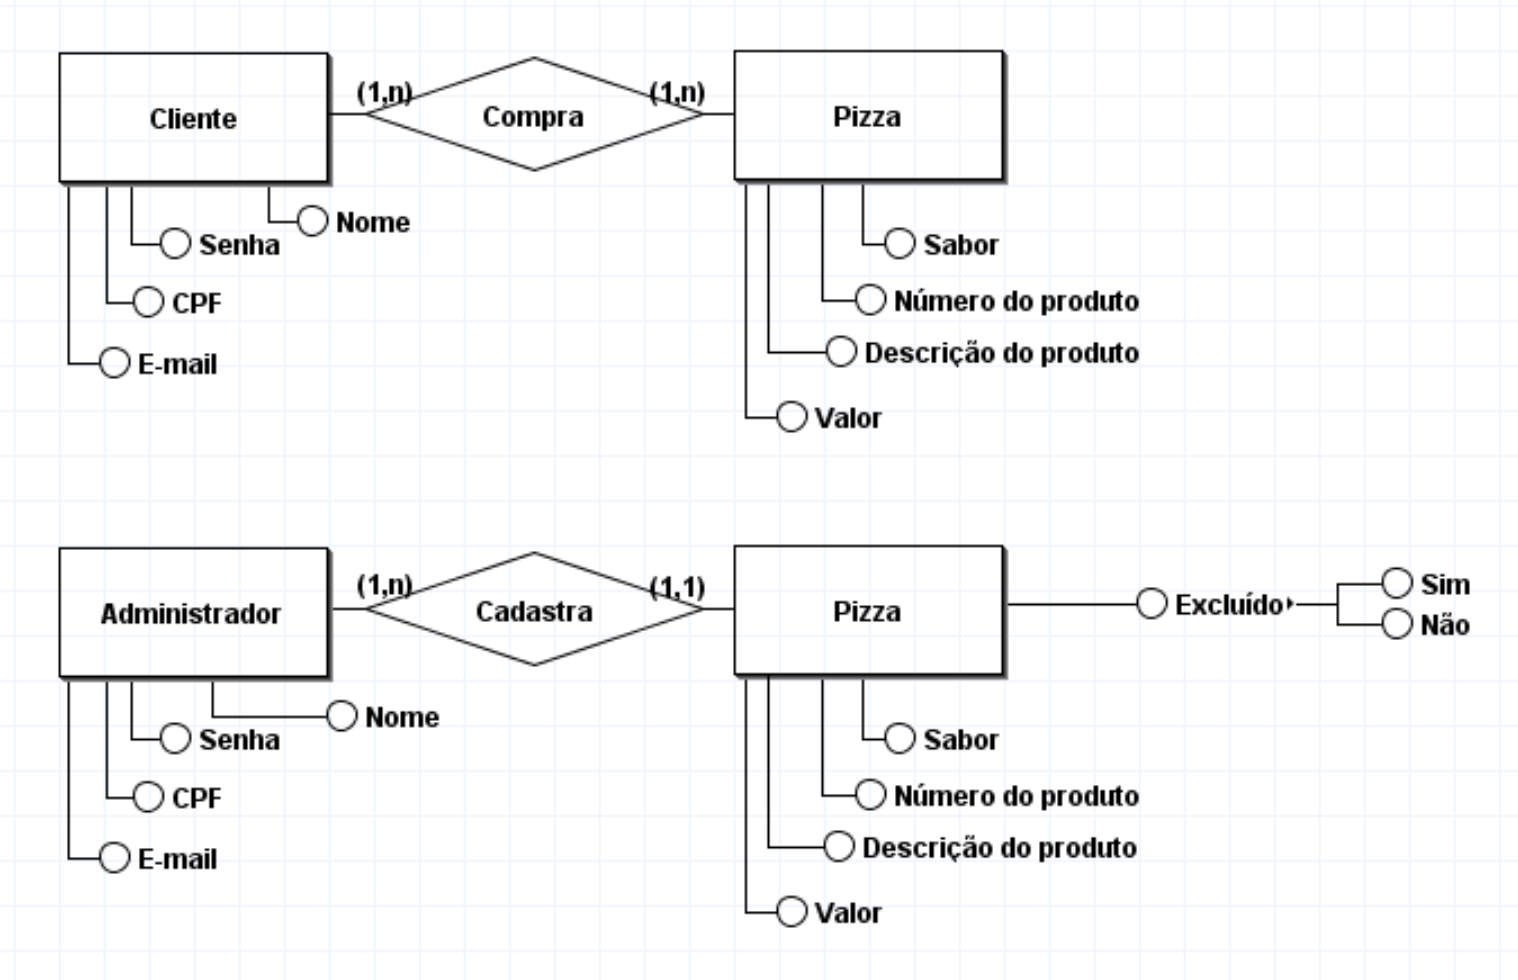 (1,n)
(1,n)
Cliente
Compra
Pizza
Nome
Senha
Sabor
CPF
Número do produto
Descrição do produto
E-mail
Valor
(1,n)
(1,1)
Administrador
Cadastra
Pizza
Excluído
Sim
Não
Nome
Senha
Sabor
CPF
Número do produto
Descrição do produto
E-mail
Valor